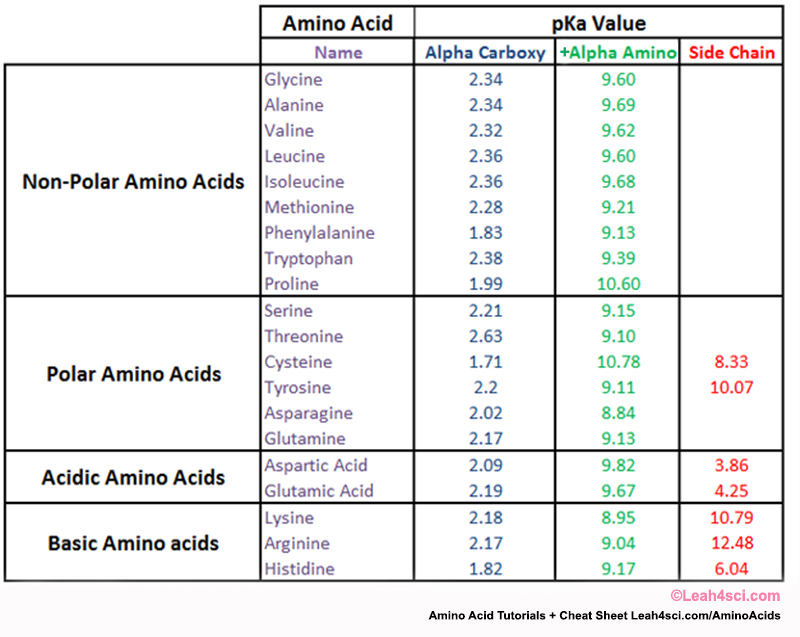 Amino Acid pKa Value
Name Alpha Carboxy +Alpha Amino Side Chain
Non-Polar Amino Acids
Glycine 2.34 9.60
Alanine 2.34 9.69
Valine 2.32 9.62
Leucine 2.36 9.60
Isoleucine 2.36 9.68
Methionine 2.28 9.21
Phenylalanine 1.83 9.13
Tryptophan 2.38 9.39
Proline 1.99 10.60
Polar Amino Acids
Serine 2.21 9.15
Threonine 2.63 9.10
Cysteine 1.71 10.78 8.33
Tyrosine 2.2 9.11 10.07
Asparagine 2.02 8.84
Glutamine 2.17 9.13
Acidic Amino Acids
Aspartic Acid 2.09 9.82 3.86
Glutamic Acid 2.19 9.67 4.25
Basic Amino acids
Lysine 2.18 8.95 10.79
Arginine 2.17 9.04 12.48
Histidine 1.82 9.17 6.04
©Leah4sci.com
Amino Acid Tutorials + Cheat Sheet Leah4sci.com/AminoAcids